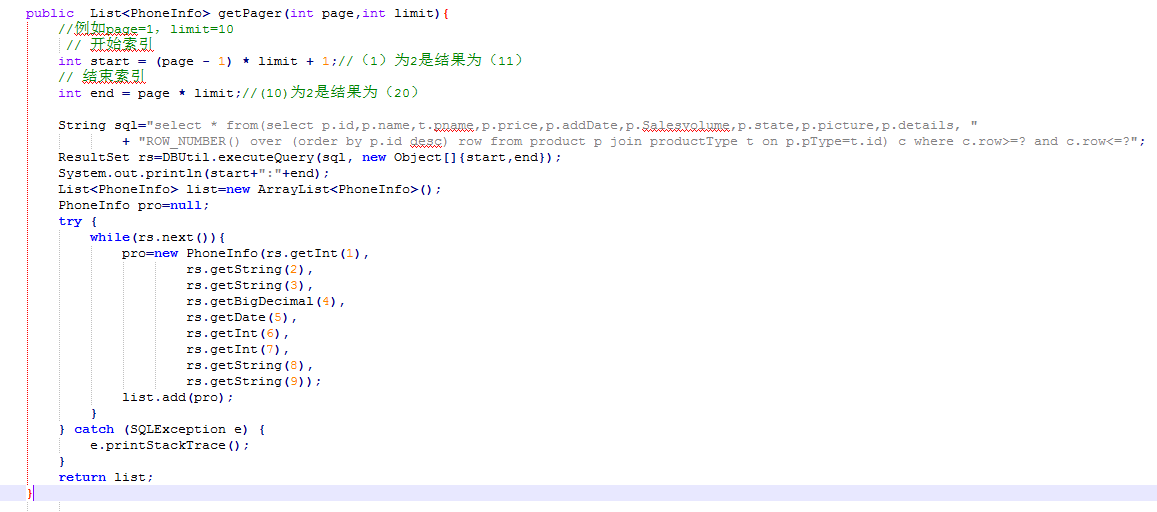 public  List<PhoneInfo> getPager(int page,int limit){
//例如page=1, limit=10
// 开始索引
int start = (page - 1) * limit + 1;//（1）为2是结果为（11）
// 结束索引
int end = page * limit;//(10)为2是结果为（20）
String sql="select * from(select p.id,p.name,t.pname,p.price,p.addDate,p.Salesvolume,p.state,p.picture,p.details, "
+ "ROW_NUMBER() over (order by p.id desc) row from product p join productType t on p.pType=t.id) c where c.row>=? and c.row<=?";
ResultSet rs=DBUtil.executeQuery(sql, new Object[]{start,end});
System.out.println(start+":"+end);
List<PhoneInfo> list=new ArrayList<PhoneInfo>();
PhoneInfo pro=null;
try {
while(rs.next()){
pro=new PhoneInfo(rs.getInt(1),
rs.getString(2),
rs.getString(3),
rs.getBigDecimal(4),
rs.getDate(5),
rs.getInt(6),
rs.getInt(7),
rs.getString(8),
rs.getString(9));
list.add(pro);
}
} catch (SQLException e) {
e.printStackTrace();
}
return list;
}